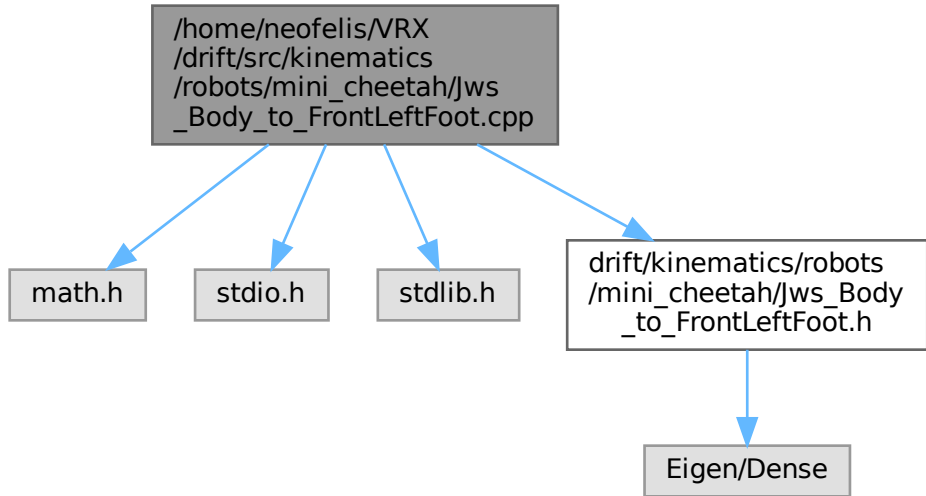 /home/neofelis/VRX
/drift/src/kinematics
/robots/mini_cheetah/Jws
_Body_to_FrontLeftFoot.cpp
math.h
stdio.h
stdlib.h
drift/kinematics/robots
/mini_cheetah/Jws_Body
_to_FrontLeftFoot.h
Eigen/Dense